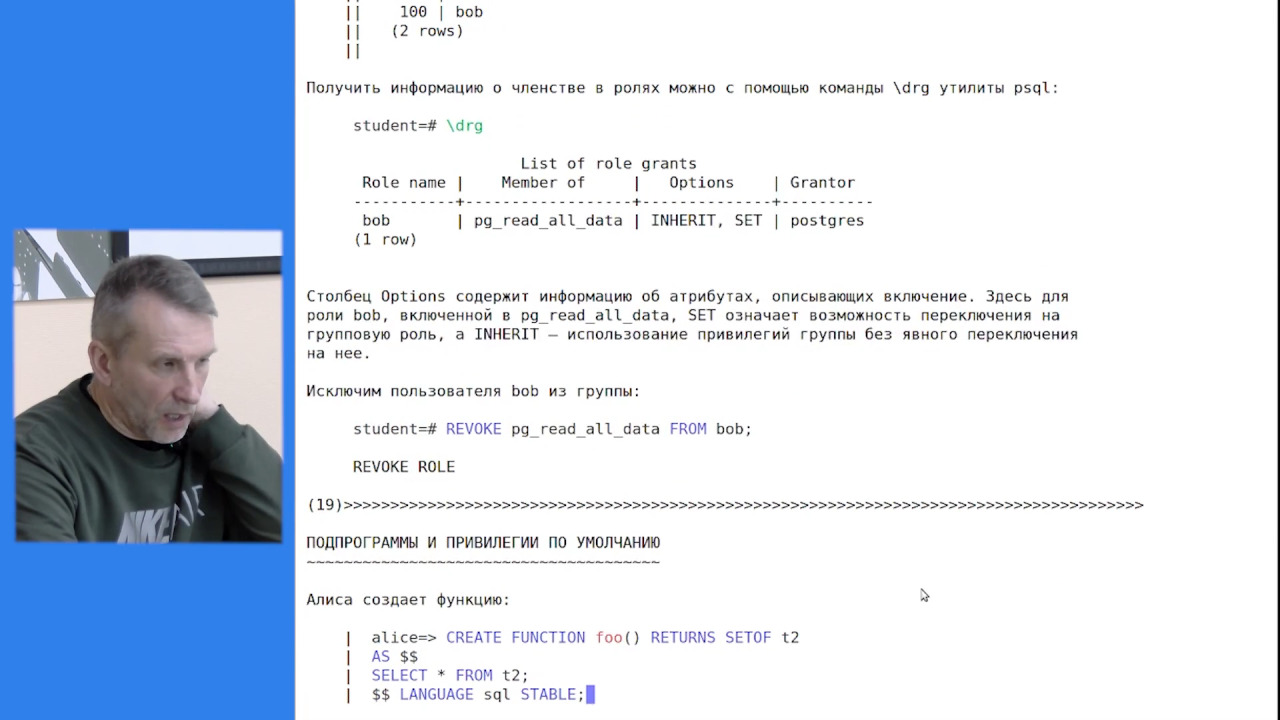 ||    100 | bob
||   (2 rows)
||
Получить информацию о членстве в ролях можно с помощью команды \drg утилиты psql:
student=# \drg
List of role grants
Role name |    Member of     |   Options    | Grantor
-----------+------------------+--------------+----------
bob       | pg_read_all_data | INHERIT, SET | postgres
(1 row)
Столбец Options содержит информацию об атрибутах, описывающих включение. Здесь для
роли bob, включенной в pg_read_all_data, SET означает возможность переключения на
групповую роль, а INHERIT — использование привилегий группы без явного переключения
на нее.
Исключим пользователя bob из группы:
student=# REVOKE pg_read_all_data FROM bob;
REVOKE ROLE
(19)>>>>>>>>>>>>>>>>>>>>>>>>>>>>>>>>>>>>>>>>>>>>>>>>>>>>>>>>>>>>>>>>>>>>>>>>>>>>>>>>>>>>>>
ПОДПРОГРАММЫ И ПРИВИЛЕГИИ ПО УМОЛЧАНИЮ
~~~~~~~~~~~~~~~~~~~~~~~~~~~~~~~~~~~~~~
Алиса создает функцию:
|  alice=> CREATE FUNCTION foo() RETURNS SETOF t2
|  AS $$
|  SELECT * FROM t2;
|  $$ LANGUAGE sql STABLE;